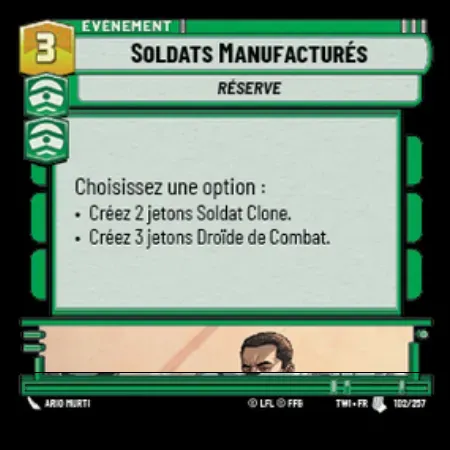 ÉVÉNEMENT
3
SOLDATS MANUFACTURÉS
RÉSERVE
Choisissez une option :
• Créez 2 jetons Soldat Clone.
• Créez 3 jetons Droïde de Combat.
ARIO MURTI
© LFL © FFG
TWI • FR
102/257